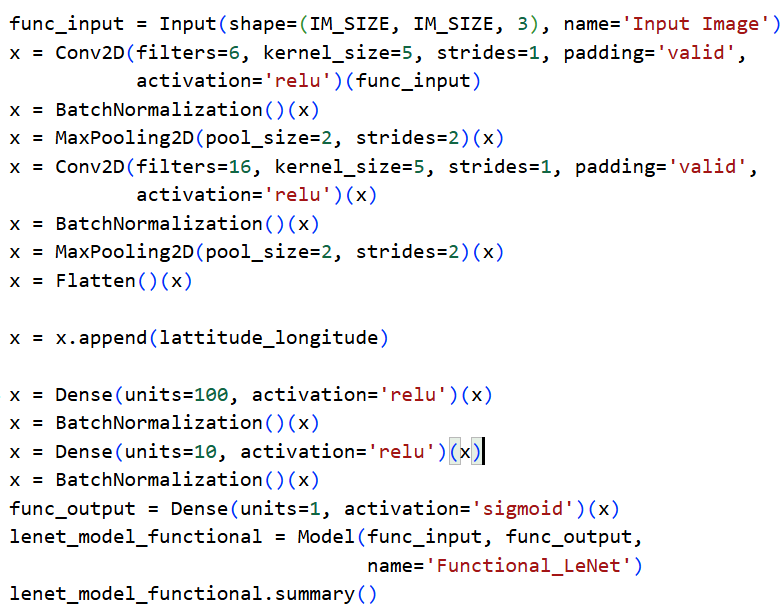 func_input = Input(shape=(IM_SIZE, IM_SIZE, 3), name='Input Image')
x = Conv2D(filters=6, kernel_size=5, strides=1, padding='valid',
           activation='relu')(func_input)
x = BatchNormalization()(x)
x = MaxPooling2D(pool_size=2, strides=2)(x)
x = Conv2D(filters=16, kernel_size=5, strides=1, padding='valid',
           activation='relu')(x)
x = BatchNormalization()(x)
x = MaxPooling2D(pool_size=2, strides=2)(x)
x = Flatten()(x)
x = x.append(lattitude_longitude)
x = Dense(units=100, activation='relu')(x)
x = BatchNormalization()(x)
x = Dense(units=10, activation='relu')(x)
x = BatchNormalization()(x)
func_output = Dense(units=1, activation='sigmoid')(x)
lenet_model_functional = Model(func_input, func_output,
                               name='Functional_LeNet')
lenet_model_functional.summary()